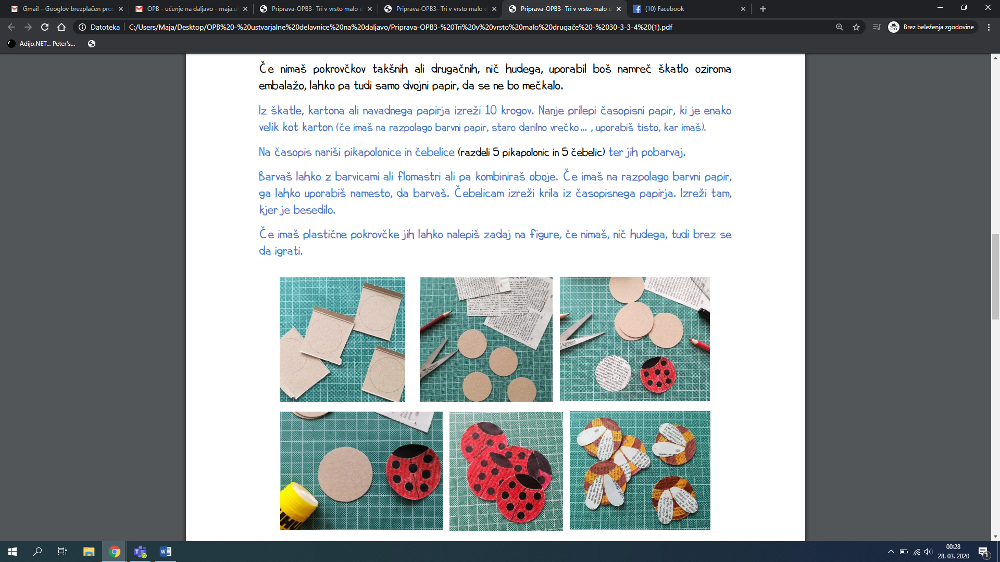 Gmail – Googlov brezplačen pros
OPB - učenje na daljavo - maja.ul
Priprava-OPB3- Tri v vrsto malo d
Priprava-OPB3- Tri v vrsto malo d
Priprava-OPB3- Tri v vrsto malo d
(10) Facebook
Datoteka
C:/Users/Maja/Desktop/OPB%20-%20ustvarjalne%20delavnice%20na%20daljavo/Priprava-OPB3-%20Tri%20v%20vrsto%20malo%20drugače%20-%2030-3-3-4%20(1).pdf
Brez beleženja zgodovine
Adijo.NET... Peter's...
Če nimaš pokrovčkov takšnih ali drugačnih, nič hudega, uporabil boš namreč škatlo oziroma
embalažo, lahko pa tudi samo dvojni papir, da se ne bo mečkalo.
Iz škatle, kartona ali navadnega papirja izreži 10 krogov. Nanje prilepi časopisni papir, ki je enako
velik kot karton (če imaš na razpolago barvni papir, staro darilno vrečko... , uporabiš tisto, kar imaš).
Na časopis nariši pikapolonice in čebelice (razdeli 5 pikapolonic in 5 čebelic) ter jih pobarvaj.
Barvaš lahko z barvicami ali flomastri ali pa kombiniraš oboje. Če imaš na razpolago barvni papir,
ga lahko uporabiš namesto, da barvaš. Čebelicam izreži krila iz časopisnega papirja. Izreži tam,
kjer je besedilo.
Če imaš plastične pokrovčke jih lahko nalepiš zadaj na figure, če nimaš, nič hudega, tudi brez se
da igrati.
00:28
28. 03. 2020
1